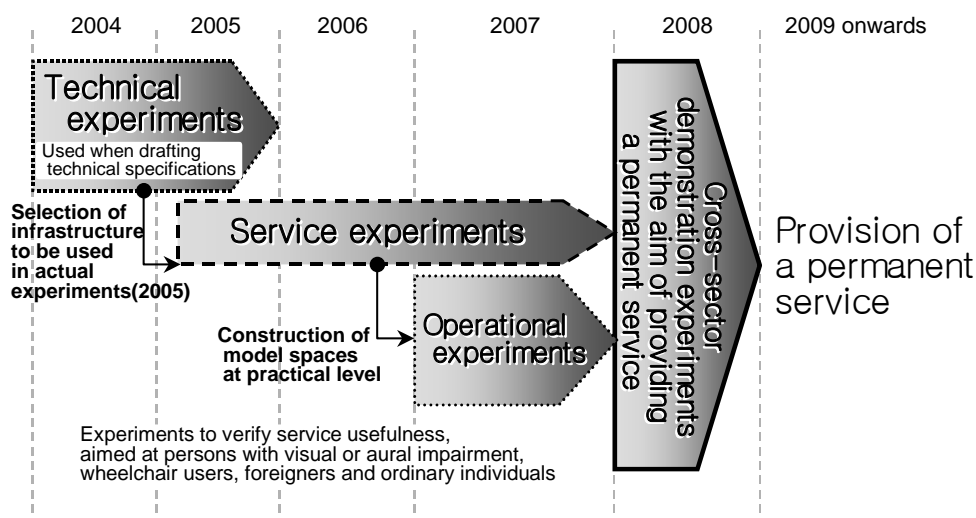 2004 2005 2006 2007 2008 2009 onwards
Technical
experiments
Used when drafting
technical specifications
Selection of
infrastructure
to be used
in actual
experiments(2005)
Service experiments
Construction of
model spaces
at practical level
Operational
experiments
Cross-sector
demonstration experiments
with the aim of providing
a permanent service
Provision of
a permanent
service
Experiments to verify service usefulness,
aimed at persons with visual or aural impairment,
wheelchair users, foreigners and ordinary individuals